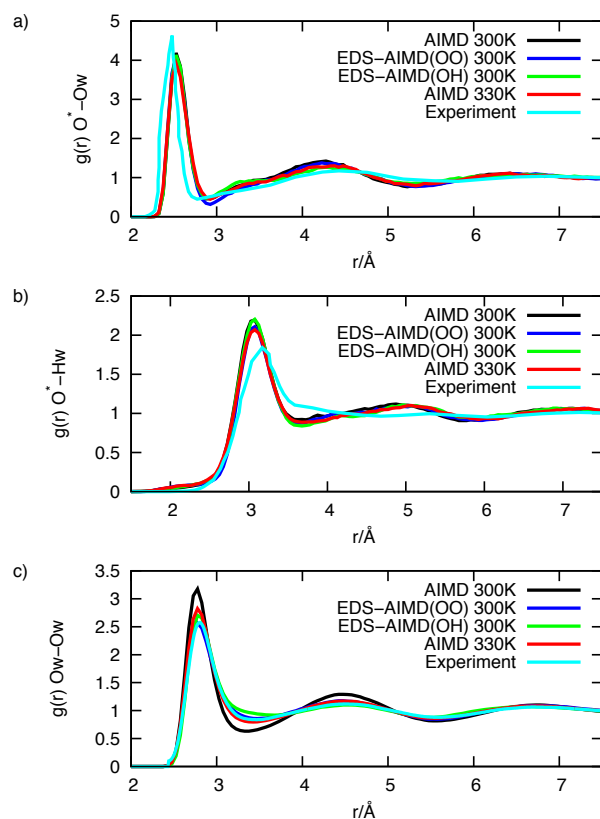 a)
g(r) O*-Ow
5
4
3
2
1
0
AIMD 300K
EDS-AIMD(OO) 300K
EDS-AIMD(OH) 300K
AIMD 330K
Experiment
2 3 4 5 6 7
r/Å
b)
g(r) O*-Hw
2.5
2
1.5
1
0.5
0
AIMD 300K
EDS-AIMD(OO) 300K
EDS-AIMD(OH) 300K
AIMD 330K
Experiment
2 3 4 5 6 7
r/Å
c)
g(r) Ow-Ow
3.5
3
2.5
2
1.5
1
0.5
0
AIMD 300K
EDS-AIMD(OO) 300K
EDS-AIMD(OH) 300K
AIMD 330K
Experiment
2 3 4 5 6 7
r/Å